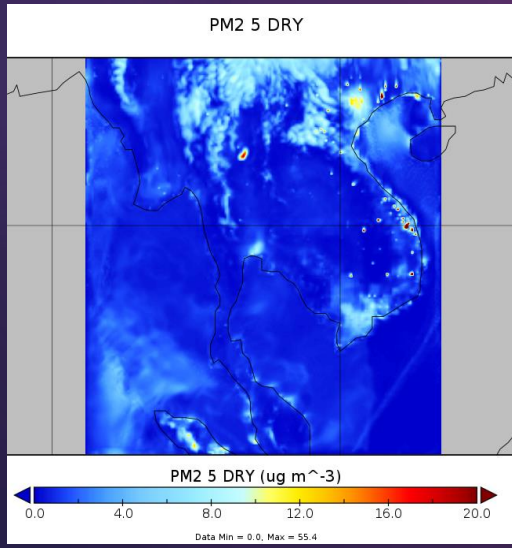 PM2 5 DRY
PM2 5 DRY (ug m^-3)
0.0 4.0 8.0 12.0 16.0 20.0
Data Min = 0.0, Max = 55.4